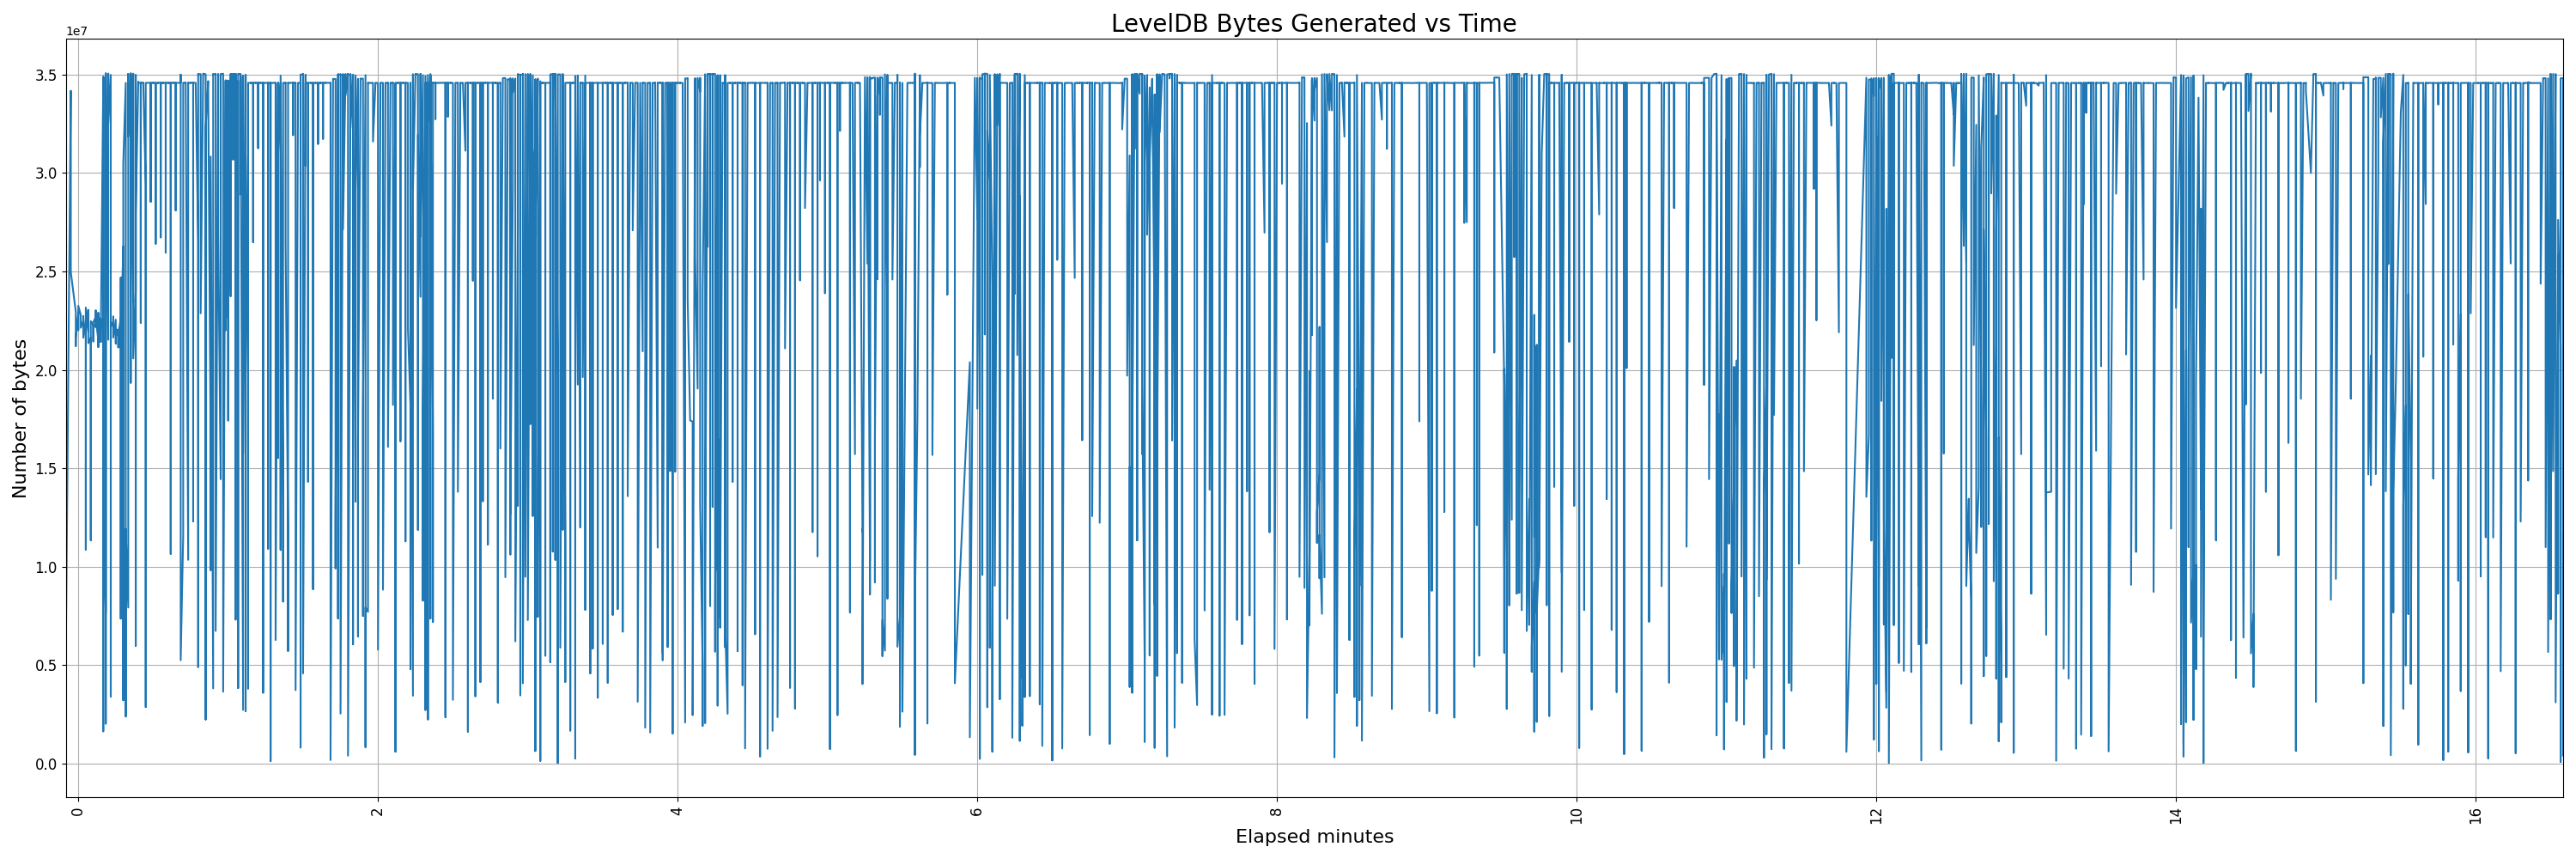 LevelDB Bytes Generated vs Time
1e7
3.5
3.0
2.5
2.0
1.5
1.0
0.5
0.0
Number of bytes
0 2 4 6 8 10 12 14 16
Elapsed minutes